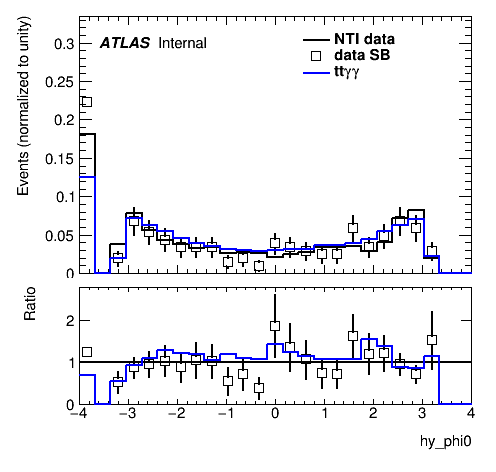 ATLAS Internal
NTI data
data SB
ttγγ
Events (normalized to unity)
0.3
0.25
0.2
0.15
0.1
0.05
0
Ratio
2
1
0
−4 −3 −2 −1 0 1 2 3 4
hy_phi0